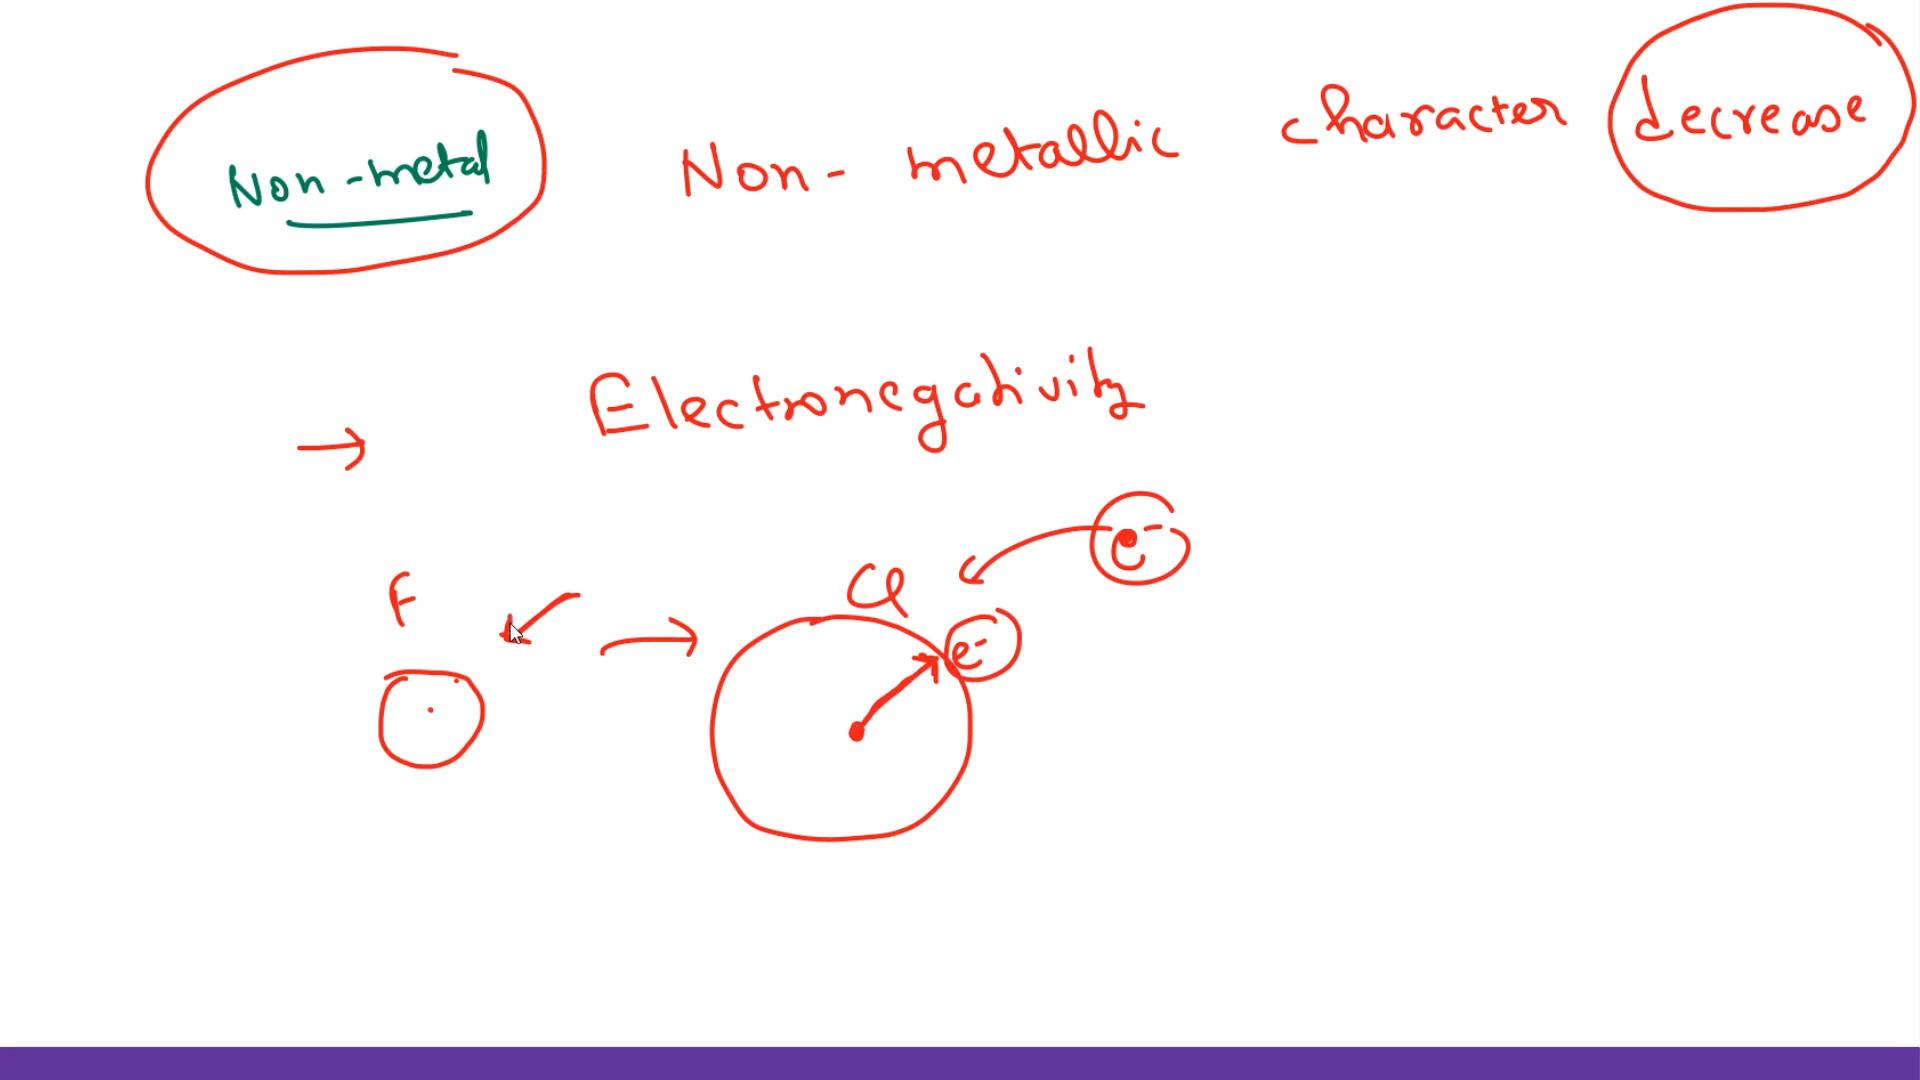 Non-metal
Non-metallic character decrease
→ Electronegativity
e⁻
F
Cl
e⁻